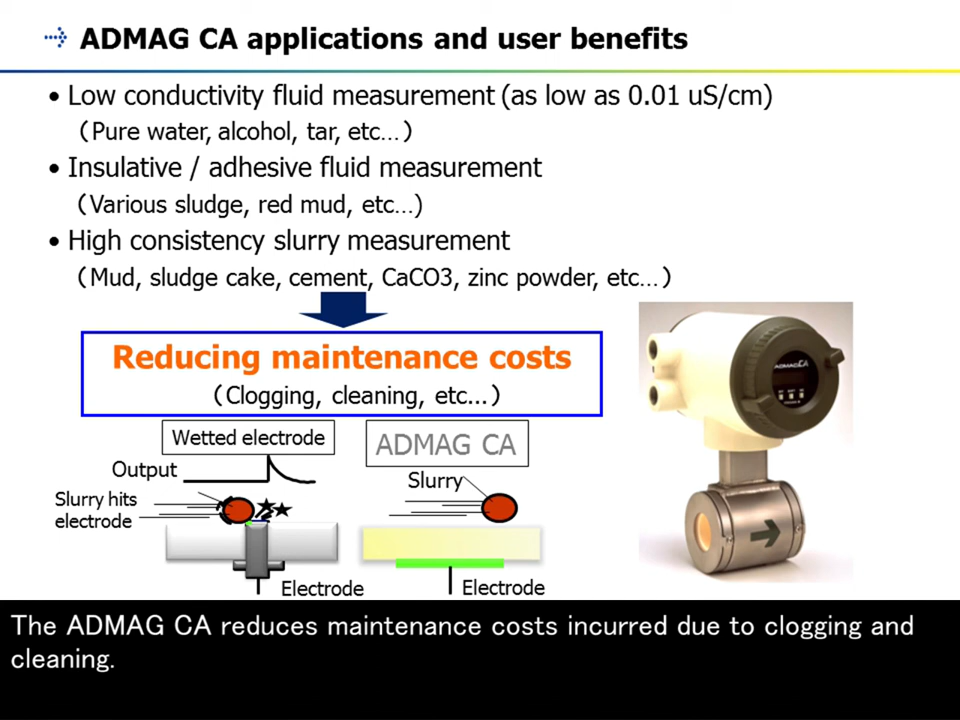 ADMAG CA applications and user benefits
• Low conductivity fluid measurement (as low as 0.01 uS/cm)
(Pure water, alcohol, tar, etc...)
• Insulative / adhesive fluid measurement
(Various sludge, red mud, etc...)
• High consistency slurry measurement
(Mud, sludge cake, cement, CaCO3, zinc powder, etc...)
Reducing maintenance costs
(Clogging, cleaning, etc...)
Wetted electrode
Output
Slurry hits
electrode
Electrode
ADMAG CA
Slurry
Electrode
ADMAG CA
The ADMAG CA reduces maintenance costs incurred due to clogging and
cleaning.